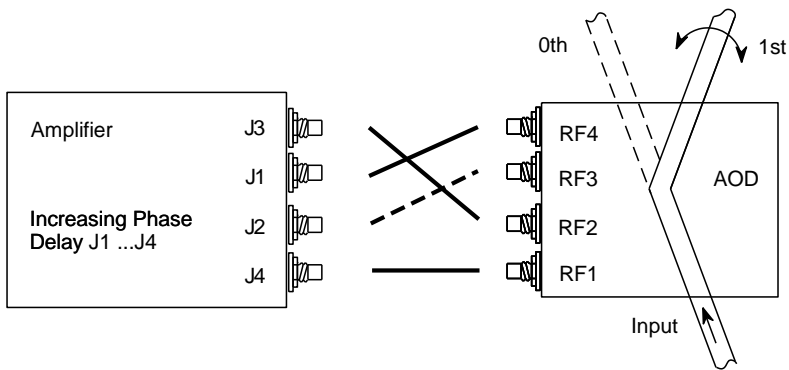 0th
1st
Amplifier
J3
J1
Increasing Phase
Delay J1 ...J4
J2
J4
RF4
RF3
AOD
RF2
RF1
Input